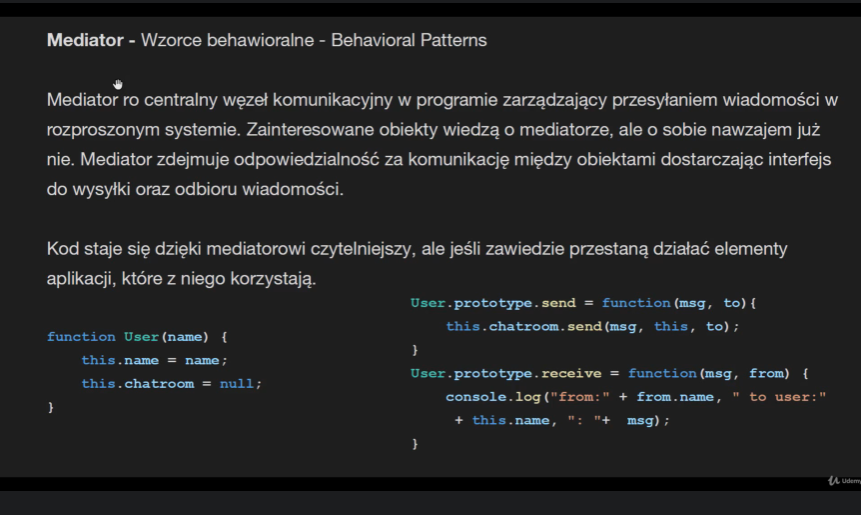 Mediator - Wzorce behawioralne - Behavioral Patterns
Mediator ro centralny węzeł komunikacyjny w programie zarządzający przesyłaniem wiadomości w
rozproszonym systemie. Zainteresowane obiekty wiedzą o mediatorze, ale o sobie nawzajem już
nie. Mediator zdejmuje odpowiedzialność za komunikację między obiektami dostarczając interfejs
do wysyłki oraz odbioru wiadomości.
Kod staje się dzięki mediatorowi czytelniejszy, ale jeśli zawiedzie przestaną działać elementy
aplikacji, które z niego korzystają.
function User(name) {
    this.name = name;
    this.chatroom = null;
}
User.prototype.send = function(msg, to){
    this.chatroom.send(msg, this, to);
}
User.prototype.receive = function(msg, from) {
    console.log("from:" + from.name, " to user:"
     + this.name, ": "+  msg);
}
Udemy